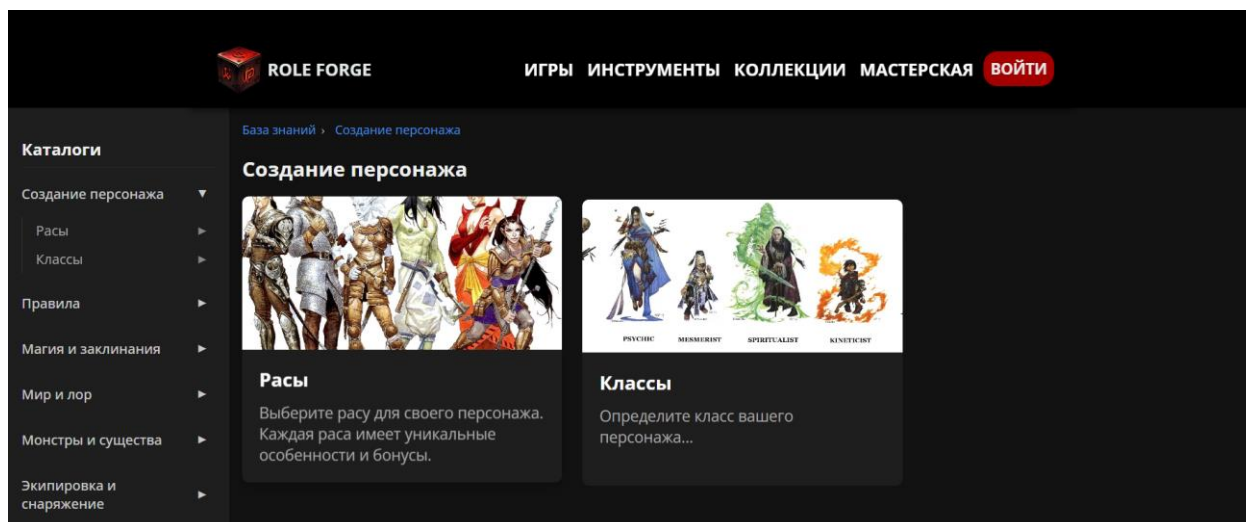 ROLE FORGE
ИГРЫ ИНСТРУМЕНТЫ КОЛЛЕКЦИИ МАСТЕРСКАЯ ВОЙТИ
Каталоги
Создание персонажа ▼
Расы ►
Классы ►
Правила ►
Магия и заклинания ►
Мир и лор ►
Монстры и существа ►
Экипировка и
снаряжение ►
База знаний › Создание персонажа
Создание персонажа
Расы
Выберите расу для своего персонажа.
Каждая раса имеет уникальные
особенности и бонусы.
PSYCHIC MESMERIST SPIRITUALIST KINETICIST
Классы
Определите класс вашего
персонажа...